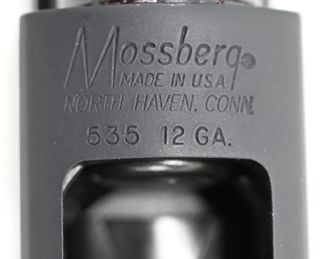 Mossberg
MADE IN U.S.A.
NORTH HAVEN, CONN.
535 12 GA.